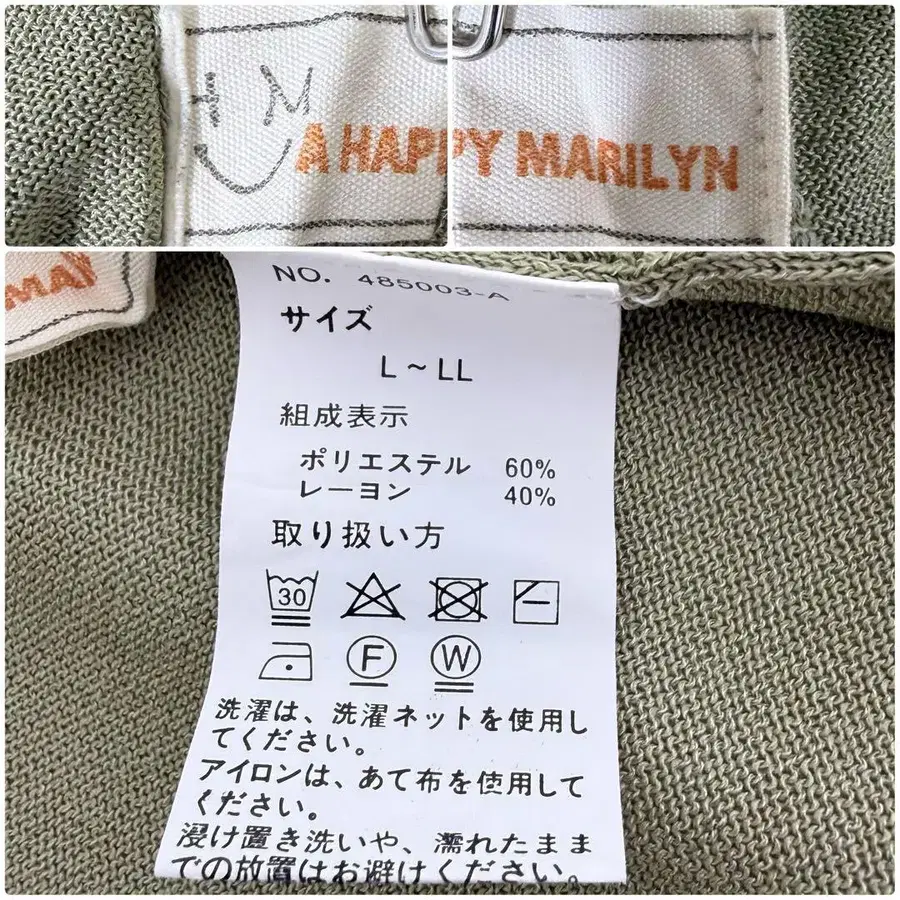 HM
A HAPPY MARILYN
MA
NO. 485003-A
サイズ
L～LL
組成表示
ポリエステル 60%
レーヨン 40%
取り扱い方
30
F W
洗濯は、洗濯ネットを使用し
てください。
アイロンは、あて布を使用して
ください。
浸け置き洗いや、濡れたまま
での放置はお避けください。